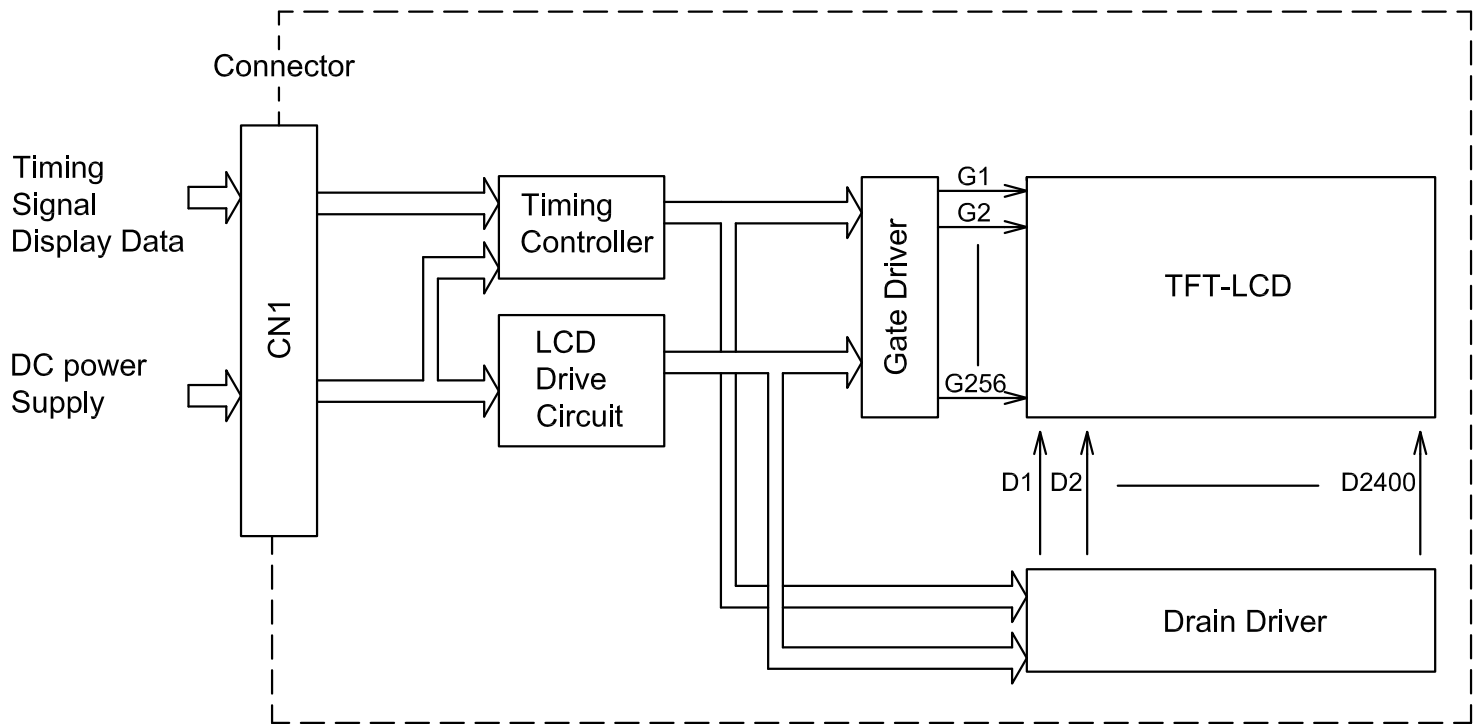 Connector
Timing
Signal
Display Data
DC power
Supply
CN1
Timing
Controller
LCD
Drive
Circuit
Gate Driver
G1
G2
G256
TFT-LCD
D1
D2
D2400
Drain Driver